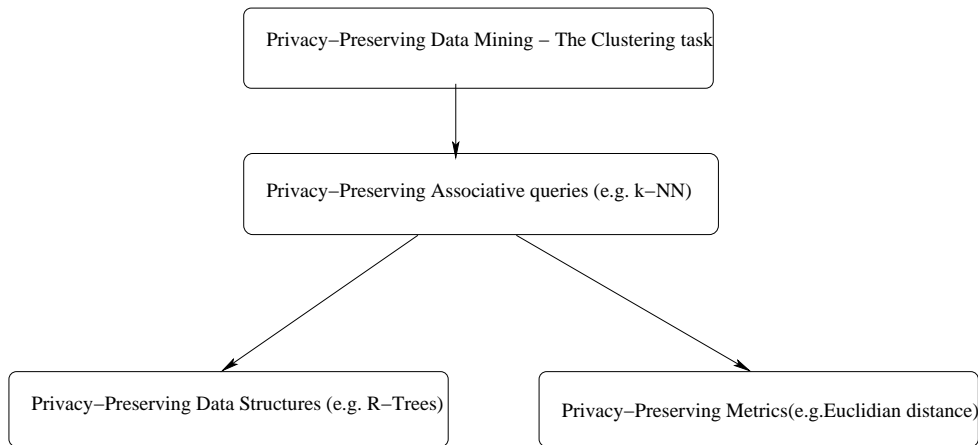 Privacy−Preserving Data Mining − The Clustering task
Privacy−Preserving Associative queries (e.g. k−NN)
Privacy−Preserving Data Structures (e.g. R−Trees)
Privacy−Preserving Metrics(e.g.Euclidian distance)